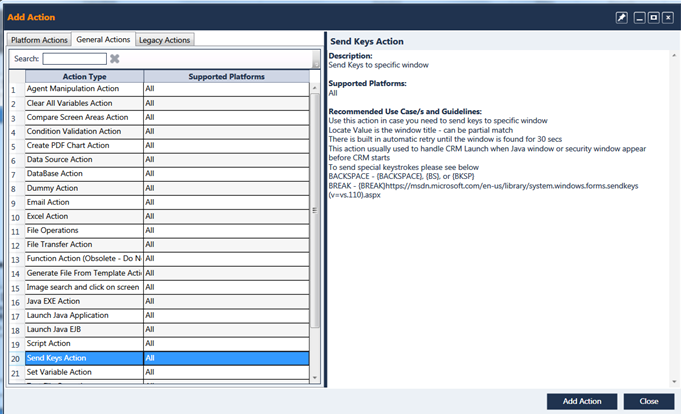 Add Action
Platform Actions General Actions Legacy Actions
Search:
Action Type Supported Platforms
1 Agent Manipulation Action All
2 Clear All Variables Action All
3 Compare Screen Areas Action All
4 Condition Validation Action All
5 Create PDF Chart Action All
6 Data Source Action All
7 DataBase Action All
8 Dummy Action All
9 Email Action All
10 Excel Action All
11 File Operations All
12 File Transfer Action All
13 Function Action (Obsolete - Do N All
14 Generate File From Template Acti All
15 Image search and click on screen All
16 Java EXE Action All
17 Launch Java Application All
18 Launch Java EJB All
19 Script Action All
20 Send Keys Action All
21 Set Variable Action All
Send Keys Action
Description:
Send Keys to specific window
Supported Platforms:
All
Recommended Use Case/s and Guidelines:
Use this action in case you need to send keys to specific window
Locate Value is the window title - can be partial match
There is built in automatic retry until the window is found for 30 secs
This action usually used to handle CRM Launch when Java window or security window appear
before CRM starts
To send special keystrokes please see below
BACKSPACE - {BACKSPACE}, {BS}, or {BKSP}
BREAK - {BREAK}https://msdn.microsoft.com/en-us/library/system.windows.forms.sendkeys
(v=vs.110).aspx
Add Action Close